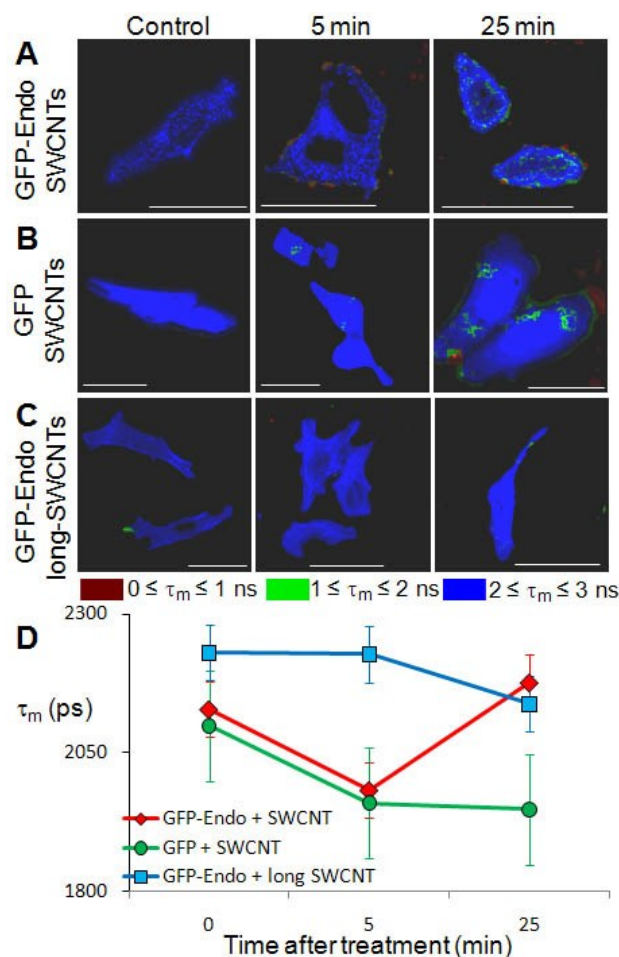 Control 5 min 25 min
A
GFP-Endo
SWCNTs
B
GFP
SWCNTs
C
GFP-Endo
long-SWCNTs
0 ≤ τm ≤ 1 ns 1 ≤ τm ≤ 2 ns 2 ≤ τm ≤ 3 ns
D
2300
τm (ps)
2050
GFP-Endo + SWCNT
GFP + SWCNT
GFP-Endo + long SWCNT
1800
0 5 25
Time after treatment (min)